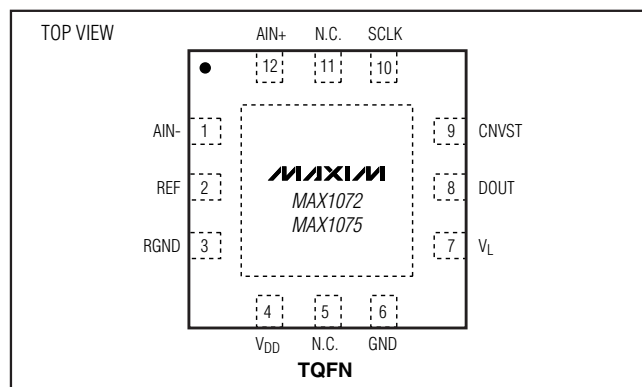 TOP VIEW
AIN+ N.C. SCLK
12 11 10
AIN- 1 9 CNVST
MAXIM
REF 2 MAX1072 8 DOUT
MAX1075
RGND 3 7 VL
4 5 6
VDD N.C. GND
TQFN